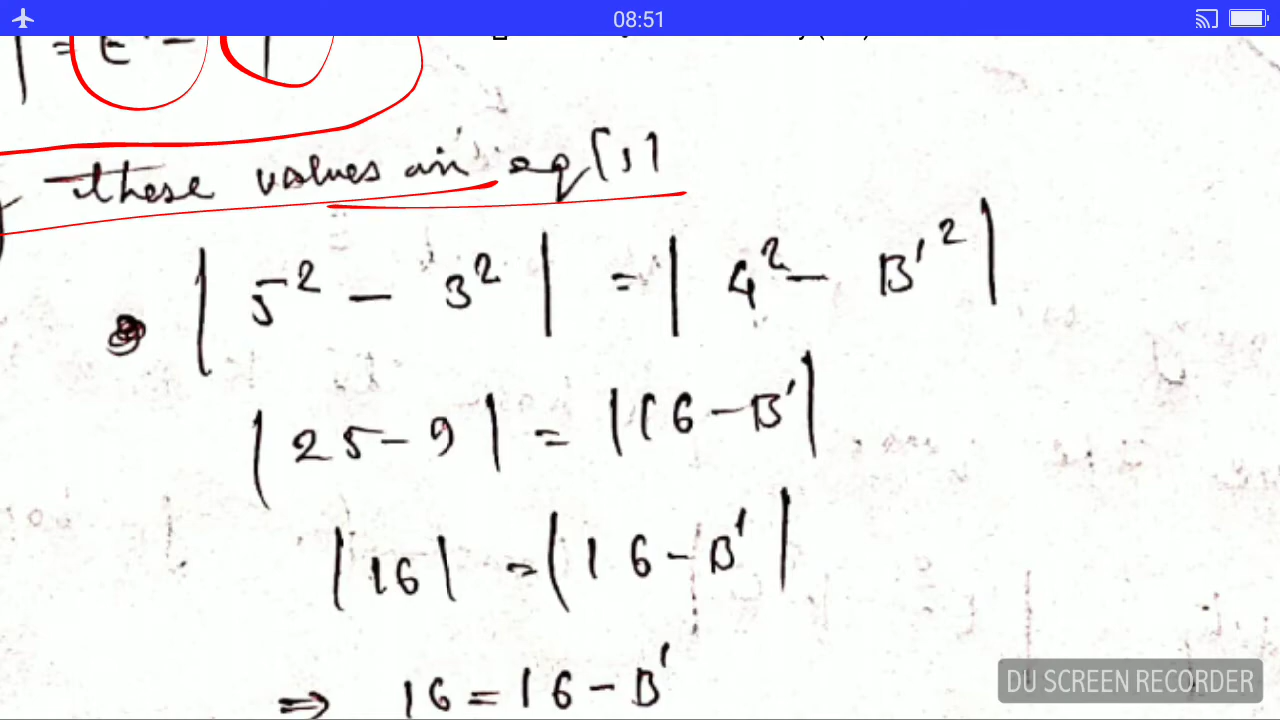 08:51
these values in eq(1)
| 5² - 3² | = | 4² - B'² |
| 25 - 9 | = | 16 - B' |
| 16 | = | 16 - B' |
⇒ 16 = 16 - B'
DU SCREEN RECORDER